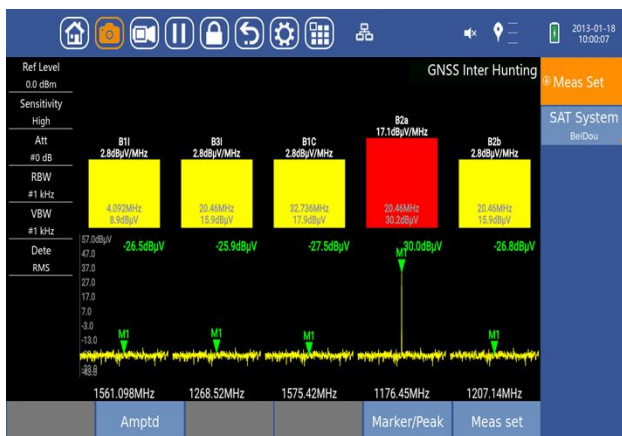 2013-01-18
10:00:07
Ref Level
0.0 dBm
Sensitivity
High
Att
#0 dB
RBW
#1 kHz
VBW
#1 kHz
Dete
RMS
GNSS Inter Hunting
Meas Set
SAT System
BeiDou
B1I
2.8dBμV/MHz
B3I
2.8dBμV/MHz
B1C
2.8dBμV/MHz
B2a
17.1dBμV/MHz
B2b
2.8dBμV/MHz
4.092MHz
8.9dBμV
20.46MHz
15.9dBμV
32.736MHz
17.9dBμV
20.46MHz
30.2dBμV
20.46MHz
15.9dBμV
57.0dBμV
47.0
37.0
27.0
17.0
7.0
-3.0
-13.0
-26.5dBμV
-25.9dBμV
-27.5dBμV
30.0dBμV
-26.8dBμV
M1
M1
M1
M1
M1
1561.098MHz
1268.52MHz
1575.42MHz
1176.45MHz
1207.14MHz
Amptd
Marker/Peak
Meas set